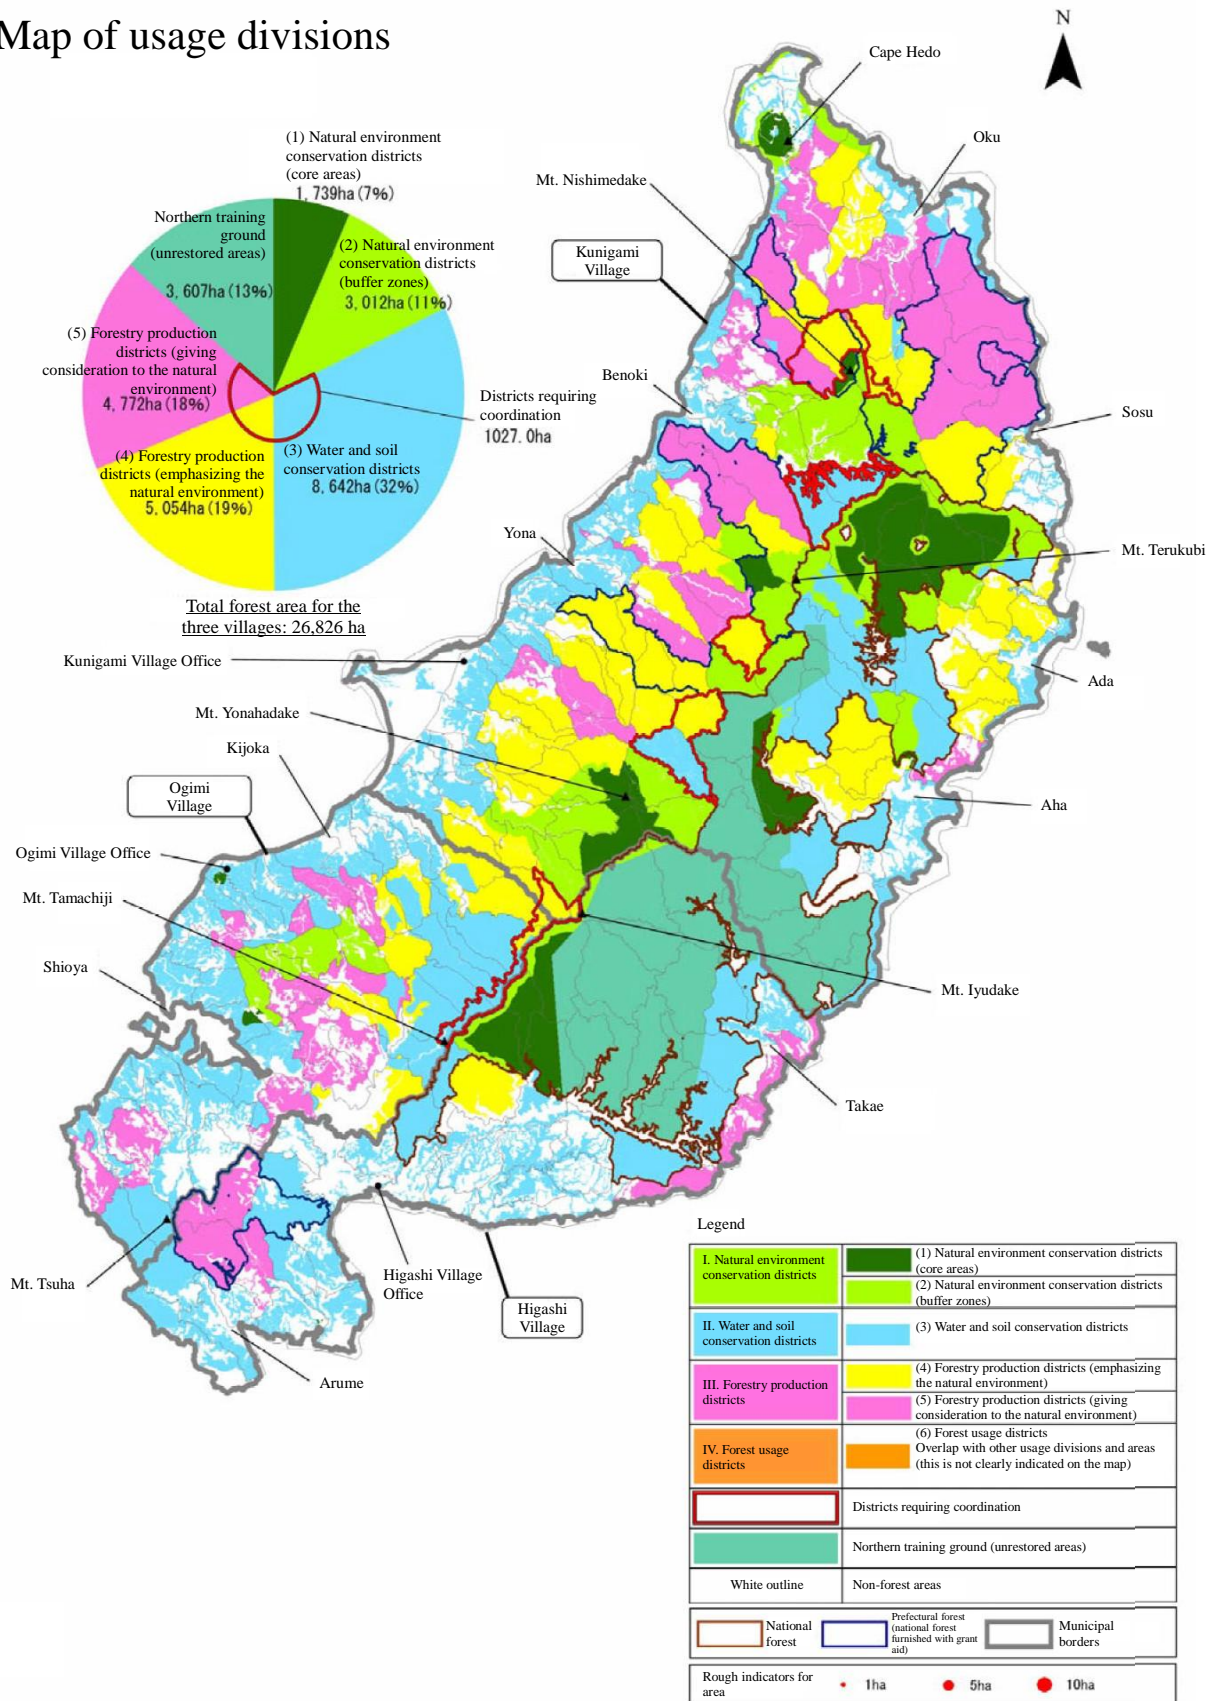 Map of usage divisions
N
Cape Hedo
Oku
Mt. Nishimedake
Kunigami
Village
Benoki
Sosu
Yona
Mt. Terukubi
Kunigami Village Office
Ada
Mt. Yonahadake
Kijoka
Ogimi
Village
Aha
Ogimi Village Office
Mt. Tamachiji
Shioya
Mt. Iyudake
Takae
Mt. Tsuha
Higashi Village
Office
Higashi
Village
Arume
(1) Natural environment
conservation districts
(core areas)
1, 739ha (7%)
Northern training
ground
(unrestored areas)
3, 607ha (13%)
(2) Natural environment
conservation districts
(buffer zones)
3, 012ha (11%)
(5) Forestry production
districts (giving
consideration to the natural
environment)
4, 772ha (18%)
Districts requiring
coordination
1027. 0ha
(4) Forestry production
districts (emphasizing the
natural environment)
5, 054ha (19%)
(3) Water and soil
conservation districts
8, 642ha (32%)
Total forest area for the
three villages: 26,826 ha
Legend
I. Natural environment
conservation districts
(1) Natural environment conservation districts
(core areas)
(2) Natural environment conservation districts
(buffer zones)
II. Water and soil
conservation districts
(3) Water and soil conservation districts
III. Forestry production
districts
(4) Forestry production districts (emphasizing
the natural environment)
(5) Forestry production districts (giving
consideration to the natural environment)
IV. Forest usage
districts
(6) Forest usage districts
Overlap with other usage divisions and areas
(this is not clearly indicated on the map)
Districts requiring coordination
Northern training ground (unrestored areas)
White outline
Non-forest areas
National
forest
Prefectural forest
(national forest
furnished with grant
aid)
Municipal
borders
Rough indicators for
area
1ha
5ha
10ha